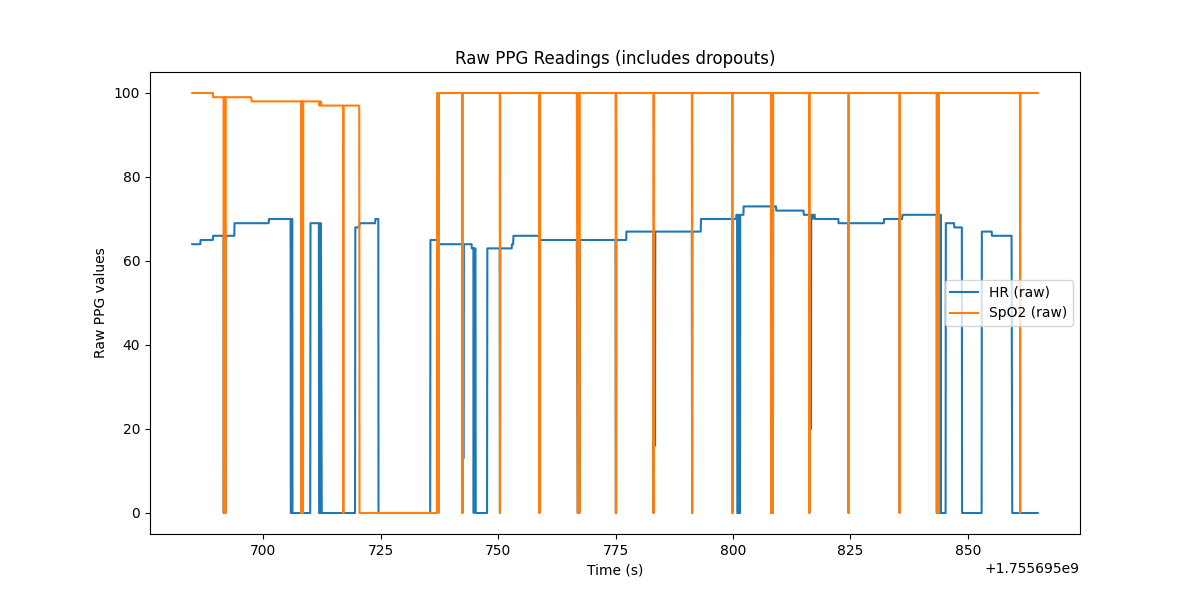 Raw PPG Readings (includes dropouts)
100
80
60
40
20
0
Raw PPG values
HR (raw)
SpO2 (raw)
700 725 750 775 800 825 850
+1.755695e9
Time (s)